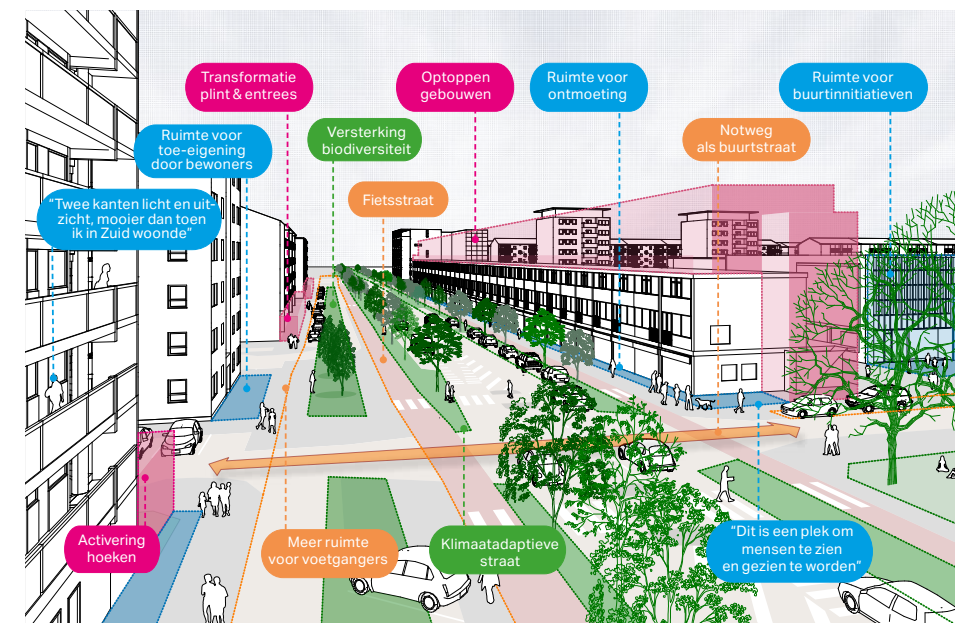 Transformatie
plint & entrees
Optoppen
gebouwen
Ruimte voor
ontmoeting
Ruimte voor
buurtinnitiatieven
Versterking
biodiversiteit
Notweg
als buurtstraat
Ruimte voor
toe-eigening
door bewoners
Fietsstraat
“Twee kanten licht en uit-
zicht, mooier dan toen
ik in Zuid woonde”
Activering
hoeken
Meer ruimte
voor voetgangers
Klimaatadaptieve
straat
“Dit is een plek om
mensen te zien
en gezien te worden”